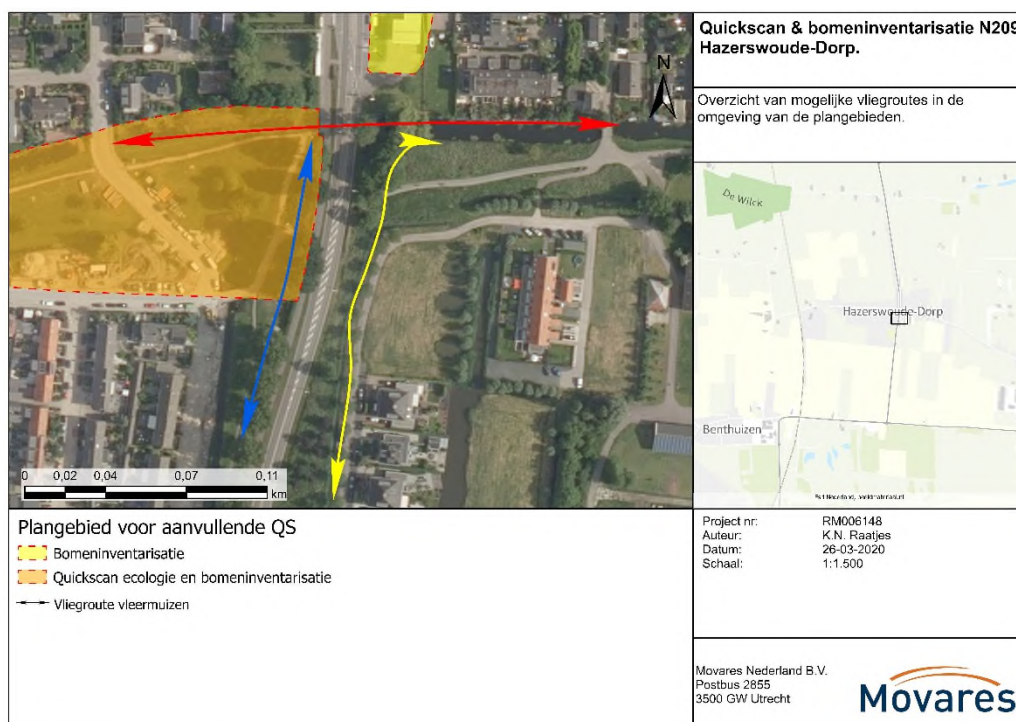 Quickscan & bomeninventarisatie N209
Hazerswoude-Dorp.
Overzicht van mogelijke vliegroutes in de
omgeving van de plangebieden.
N
De Wilck
Hazerswoude-Dorp
Benthuizen
0 0,02 0,04 0,07 0,11
km
Plangebied voor aanvullende QS
Bomeninventarisatie
Quickscan ecologie en bomeninventarisatie
Vliegroute vleermuizen
Project nr: RM006148
Auteur: K.N. Raatjes
Datum: 26-03-2020
Schaal: 1:1.500
Movares Nederland B.V.
Postbus 2855
3500 GW Utrecht
Movares